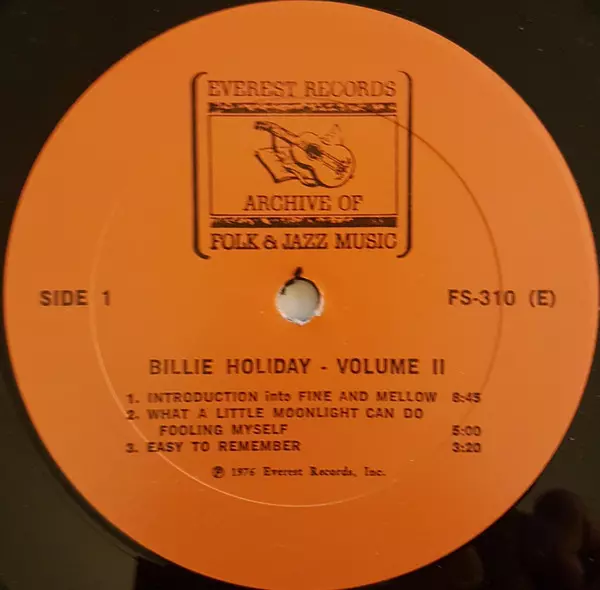 EVEREST RECORDS
ARCHIVE OF
FOLK & JAZZ MUSIC
SIDE 1
FS-310 (E)
BILLIE HOLIDAY - VOLUME II
1. INTRODUCTION into FINE AND MELLOW 8:45
2. WHAT A LITTLE MOONLIGHT CAN DO
FOOLING MYSELF 5:00
3. EASY TO REMEMBER 3:20
℗ 1976 Everest Records, Inc.